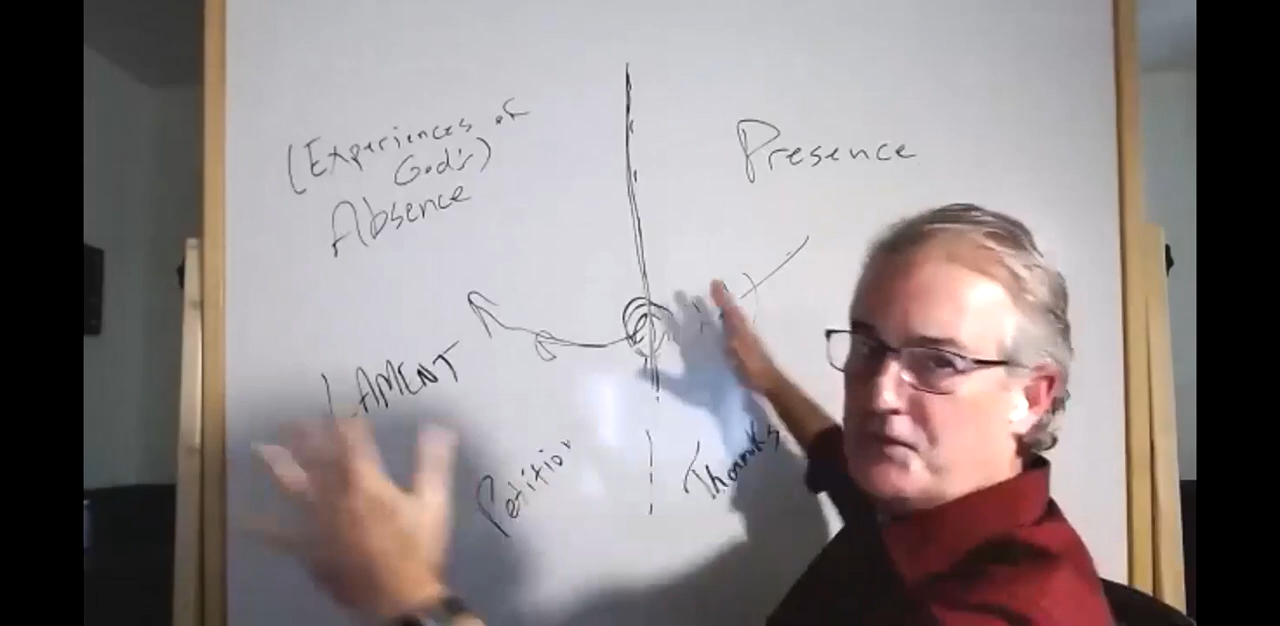 (Experiences of
God's)
Absence
Presence
LAMENT
Petition
Thanks